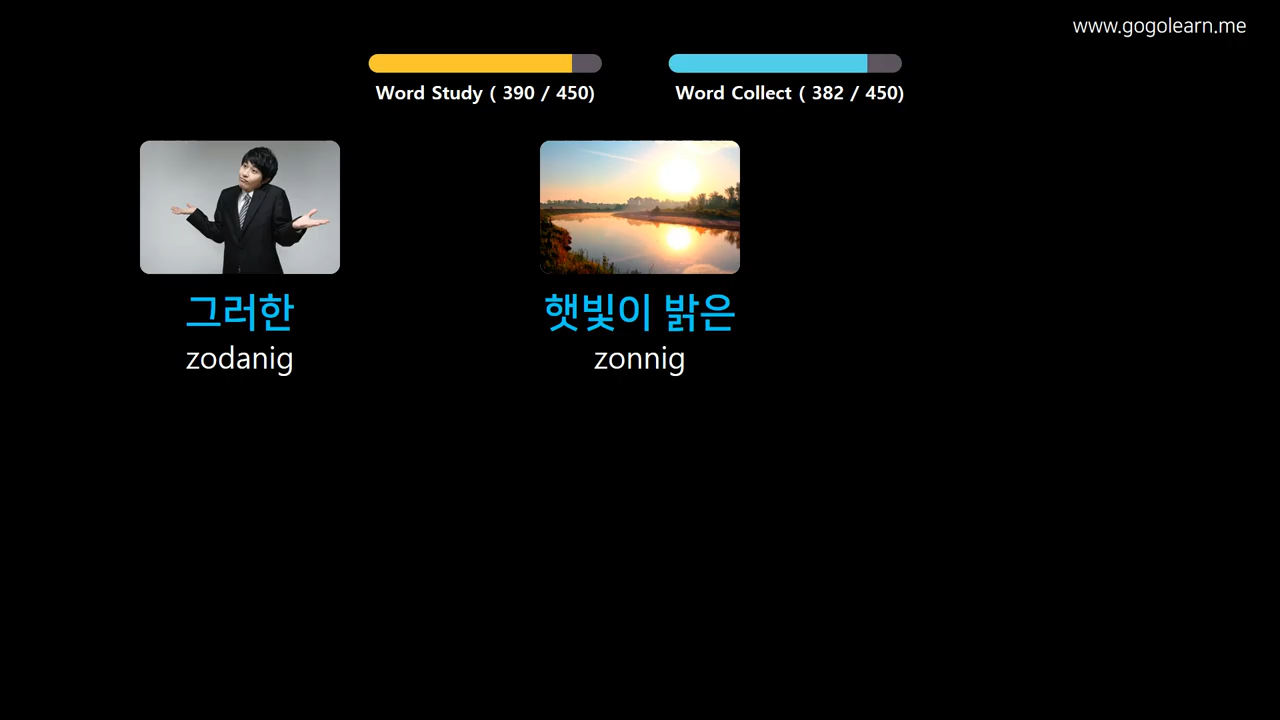 www.gogolearn.me
Word Study ( 390 / 450)
Word Collect ( 382 / 450)
그러한
zodanig
햇빛이 밝은
zonnig